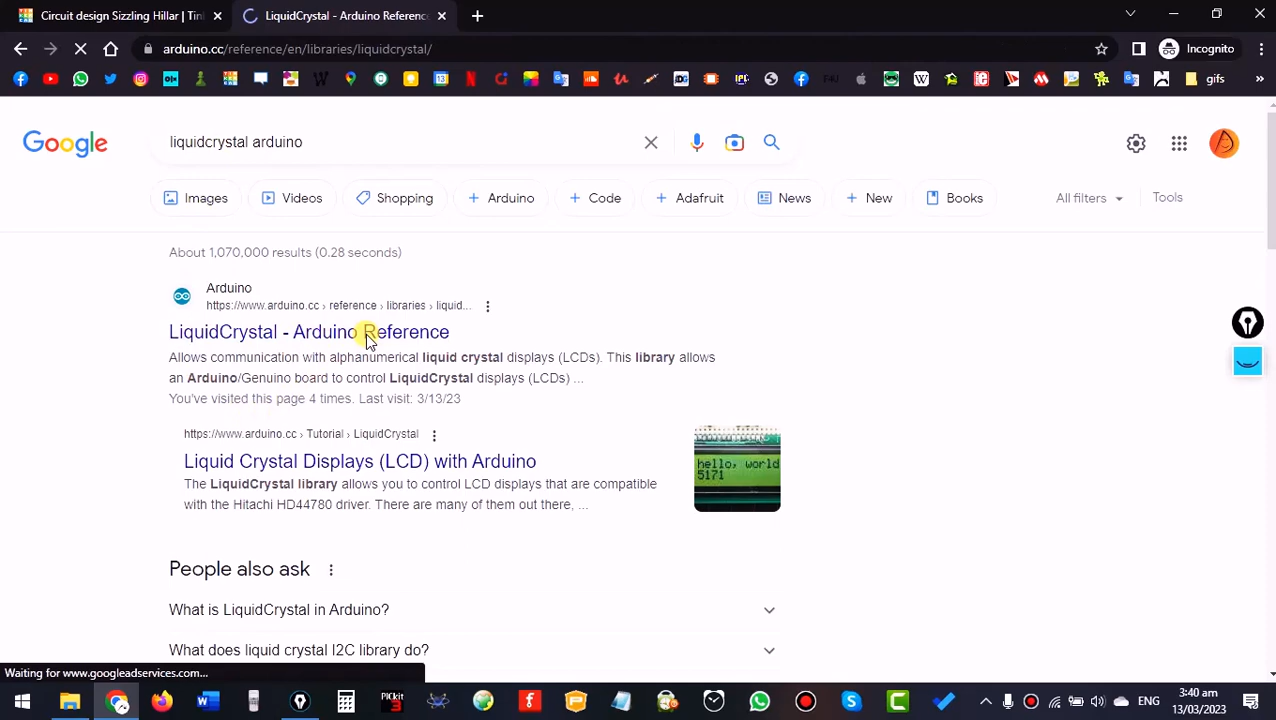 Circuit design Sizzling Hillar | Tin
LiquidCrystal - Arduino Reference
arduino.cc/reference/en/libraries/liquidcrystal/
Incognito
gifs
Google
liquidcrystal arduino
Images
Videos
Shopping
+ Arduino
+ Code
+ Adafruit
News
+ New
Books
All filters
Tools
About 1,070,000 results (0.28 seconds)
Arduino
https://www.arduino.cc › reference › libraries › liquid...
LiquidCrystal - Arduino Reference
Allows communication with alphanumerical liquid crystal displays (LCDs). This library allows
an Arduino/Genuino board to control LiquidCrystal displays (LCDs) ...
You've visited this page 4 times. Last visit: 3/13/23
https://www.arduino.cc › Tutorial › LiquidCrystal
Liquid Crystal Displays (LCD) with Arduino
The LiquidCrystal library allows you to control LCD displays that are compatible
with the Hitachi HD44780 driver. There are many of them out there, ...
hello, world
5171
People also ask
What is LiquidCrystal in Arduino?
What does liquid crystal I2C library do?
Waiting for www.googleadservices.com...
ENG
3:40 am
13/03/2023